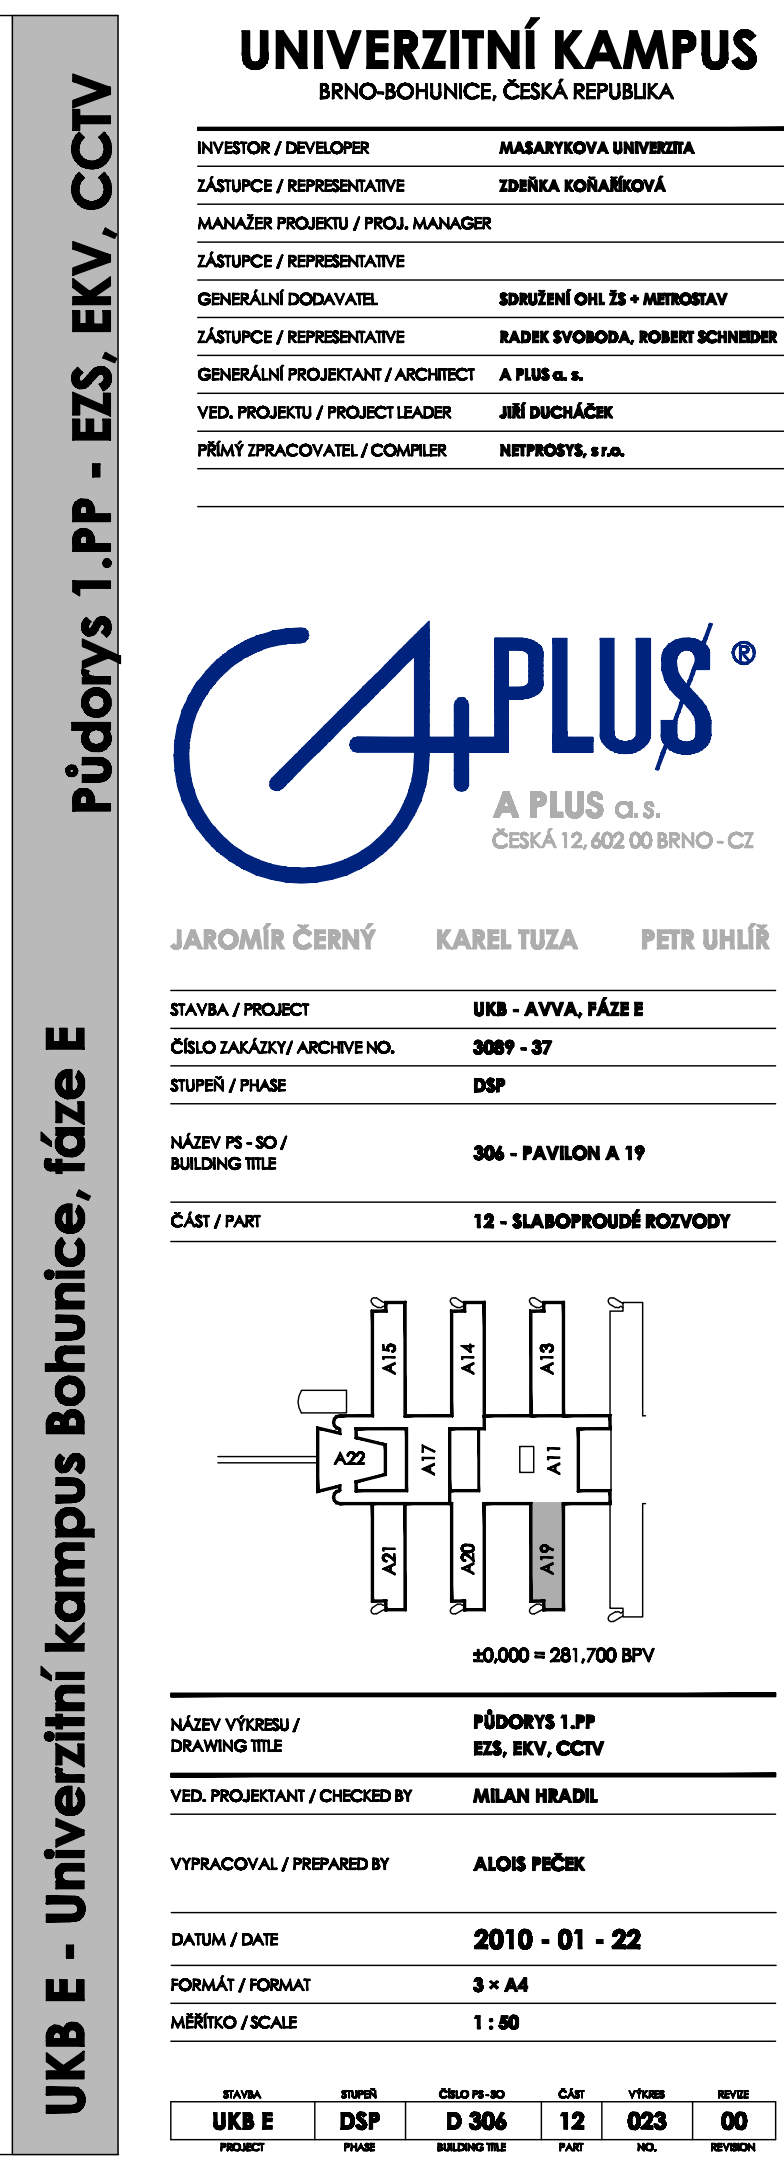 UNIVERZITNÍ KAMPUS
BRNO-BOHUNICE, ČESKÁ REPUBLIKA
INVESTOR / DEVELOPER MASARYKOVA UNIVERZITA
ZÁSTUPCE / REPRESENTATIVE ZDEŇKA KOŇAŘÍKOVÁ
MANAŽER PROJEKTU / PROJ. MANAGER
ZÁSTUPCE / REPRESENTATIVE
GENERÁLNÍ DODAVATEL SDRUŽENÍ OHL ŽS + METROSTAV
ZÁSTUPCE / REPRESENTATIVE RADEK SVOBODA, ROBERT SCHNEIDER
GENERÁLNÍ PROJEKTANT / ARCHITECT A PLUS a. s.
VED. PROJEKTU / PROJECT LEADER JIŘÍ DUCHÁČEK
PŘÍMÝ ZPRACOVATEL / COMPILER NETPROSYS, s r.o.
A+PLUS ®
A PLUS a. s.
ČESKÁ 12, 602 00 BRNO - CZ
JAROMÍR ČERNÝ KAREL TUZA PETR UHLÍŘ
STAVBA / PROJECT UKB - AVVA, FÁZE E
ČÍSLO ZAKÁZKY/ ARCHIVE NO. 3089 - 37
STUPEŇ / PHASE DSP
NÁZEV PS - SO /
BUILDING TITLE
306 - PAVILON A 19
ČÁST / PART 12 - SLABOPROUDÉ ROZVODY
A15 A14 A13
A22 A17 A11
A21 A20 A19
±0,000 = 281,700 BPV
NÁZEV VÝKRESU /
DRAWING TITLE
PŮDORYS 1.PP
EZS, EKV, CCTV
VED. PROJEKTANT / CHECKED BY MILAN HRADIL
VYPRACOVAL / PREPARED BY ALOIS PEČEK
DATUM / DATE 2010 - 01 - 22
FORMÁT / FORMAT 3 × A4
MĚŘÍTKO / SCALE 1 : 50
STAVBA STUPEŇ ČÍSLO PS-SO ČÁST VÝKRES REVIZE
UKB E DSP D 306 12 023 00
PROJECT PHASE BUILDING TITLE PART NO. REVISION
UKB E - Univerzitní kampus Bohunice, fáze E
Půdorys 1.PP - EZS, EKV, CCTV